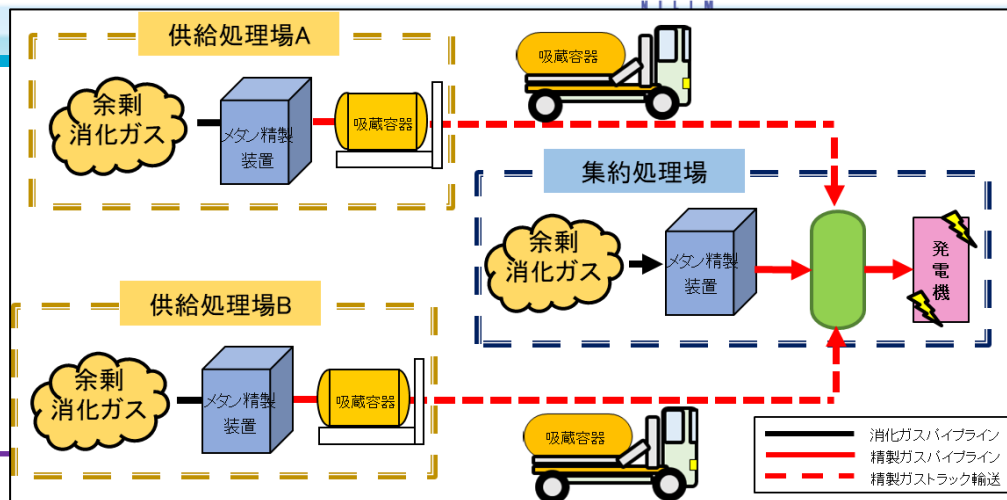 NILIM
供給処理場A
余剰
消化ガス
メタン精製
装置
吸蔵容器
吸蔵容器
集約処理場
余剰
消化ガス
メタン精製
装置
発
電
機
供給処理場B
余剰
消化ガス
メタン精製
装置
吸蔵容器
吸蔵容器
消化ガスパイプライン
精製ガスパイプライン
精製ガストラック輸送